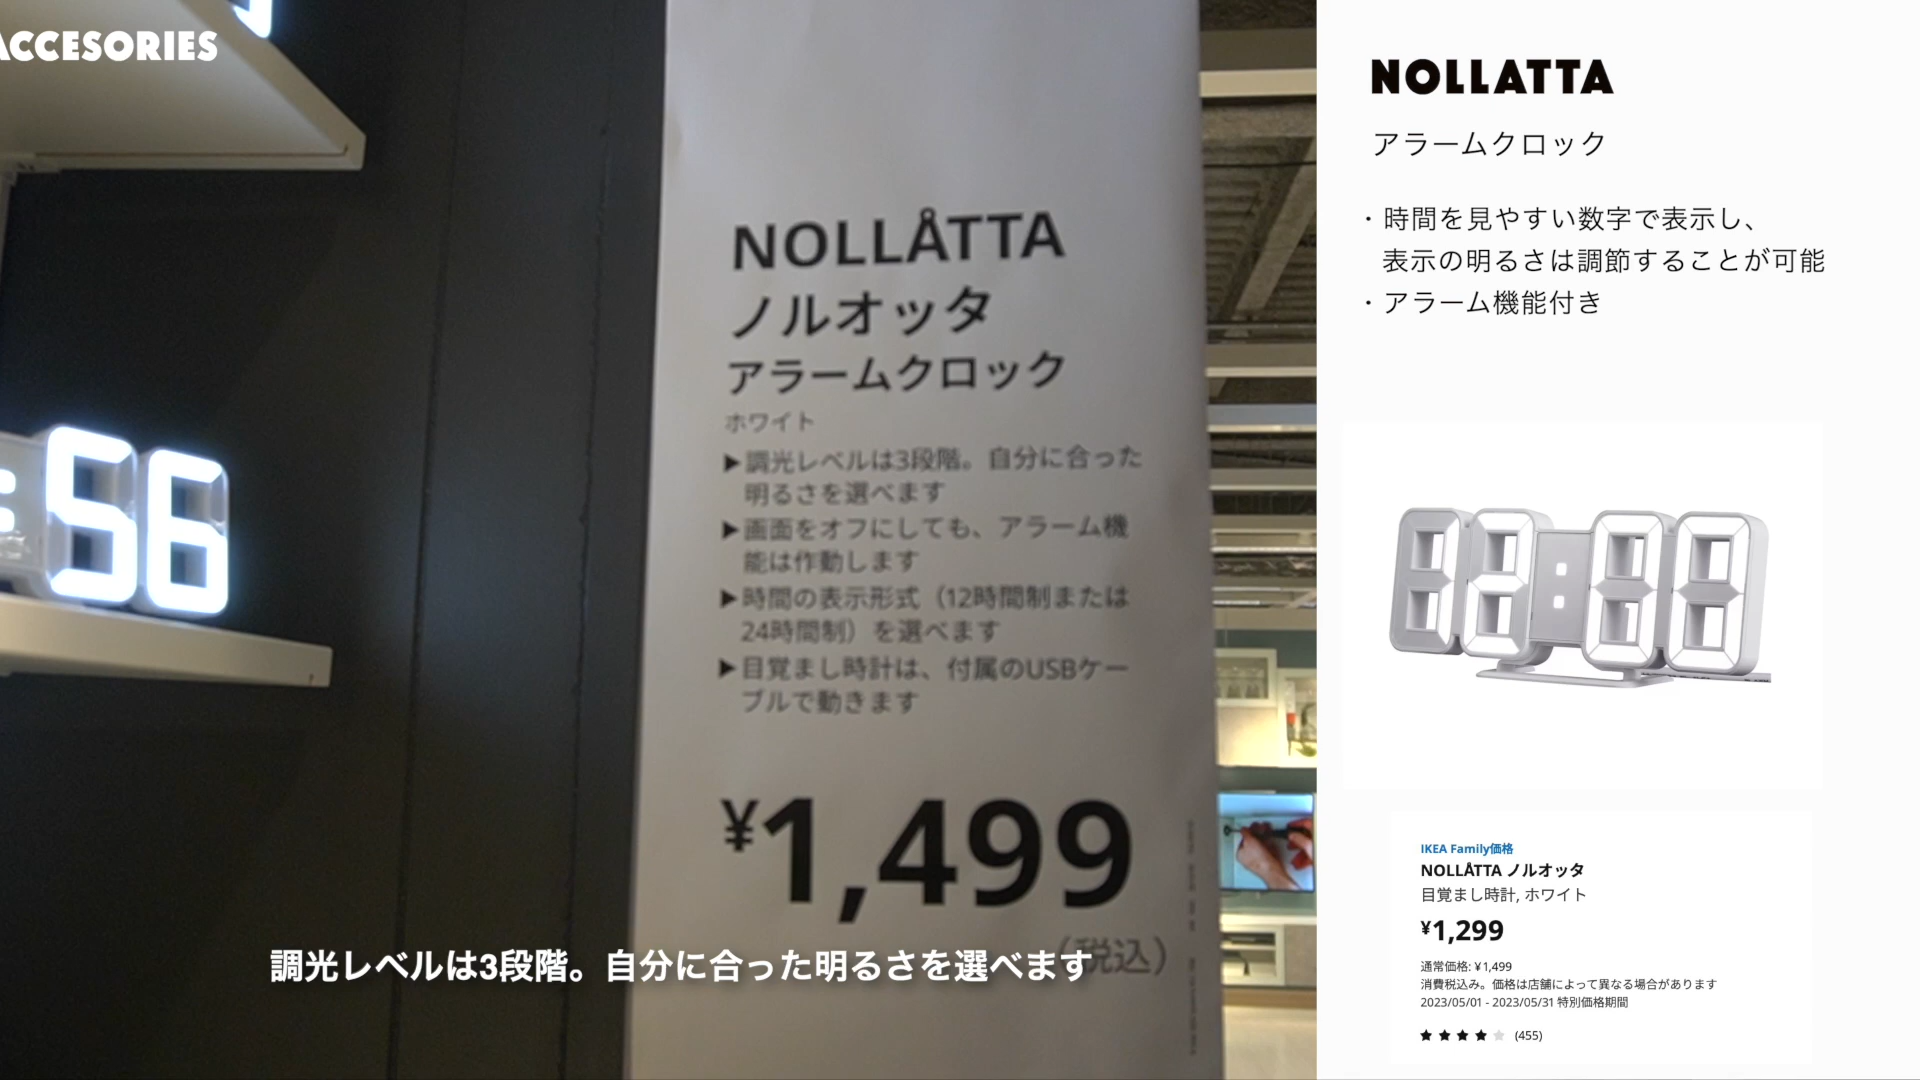 ACCESORIES
56
NOLLÅTTA
ノルオッタ
アラームクロック
ホワイト
▶調光レベルは3段階。自分に合った
明るさを選べます
▶画面をオフにしても、アラーム機
能は作動します
▶時間の表示形式（12時間制または
24時間制）を選べます
▶目覚まし時計は、付属のUSBケー
ブルで動きます
¥1,499
（税込）
調光レベルは3段階。自分に合った明るさを選べます
NOLLATTA
アラームクロック
・時間を見やすい数字で表示し、
表示の明るさは調節することが可能
・アラーム機能付き
IKEA Family価格
NOLLÅTTA ノルオッタ
目覚まし時計, ホワイト
¥1,299
通常価格: ¥1,499
消費税込み。価格は店舗によって異なる場合があります
2023/05/01 - 2023/05/31 特別価格期間
(455)